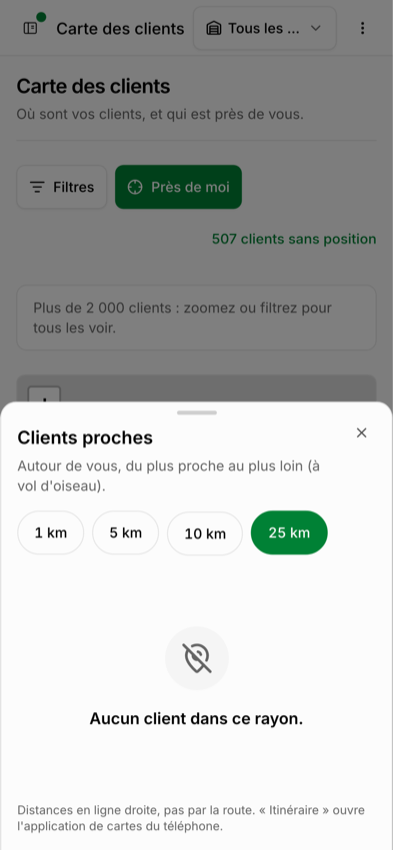 Carte des clients
Tous les ...
Carte des clients
Où sont vos clients, et qui est près de vous.
Filtres
Près de moi
507 clients sans position
Plus de 2 000 clients : zoomez ou filtrez pour
tous les voir.
Clients proches
Autour de vous, du plus proche au plus loin (à
vol d'oiseau).
1 km
5 km
10 km
25 km
Aucun client dans ce rayon.
Distances en ligne droite, pas par la route. « Itinéraire » ouvre
l'application de cartes du téléphone.